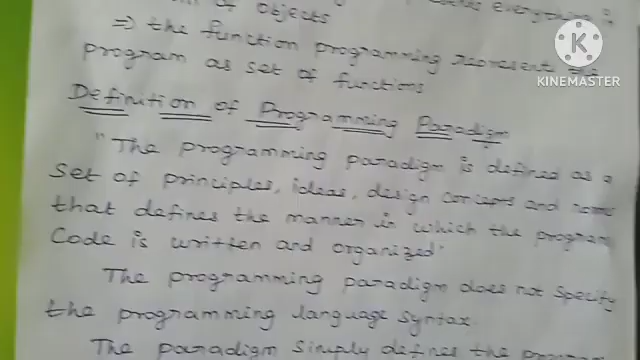 of objects
⇒ the function programming represent the
program as set of functions
Definition of Programming Paradigm
"The programming paradigm is defined as a
set of principles, ideas, design concepts and
that defines the manner in which the program
Code is written and organized"
The programming paradigm does not specify
the programming language syntax.
The paradigm simply defines the
K
KINEMASTER